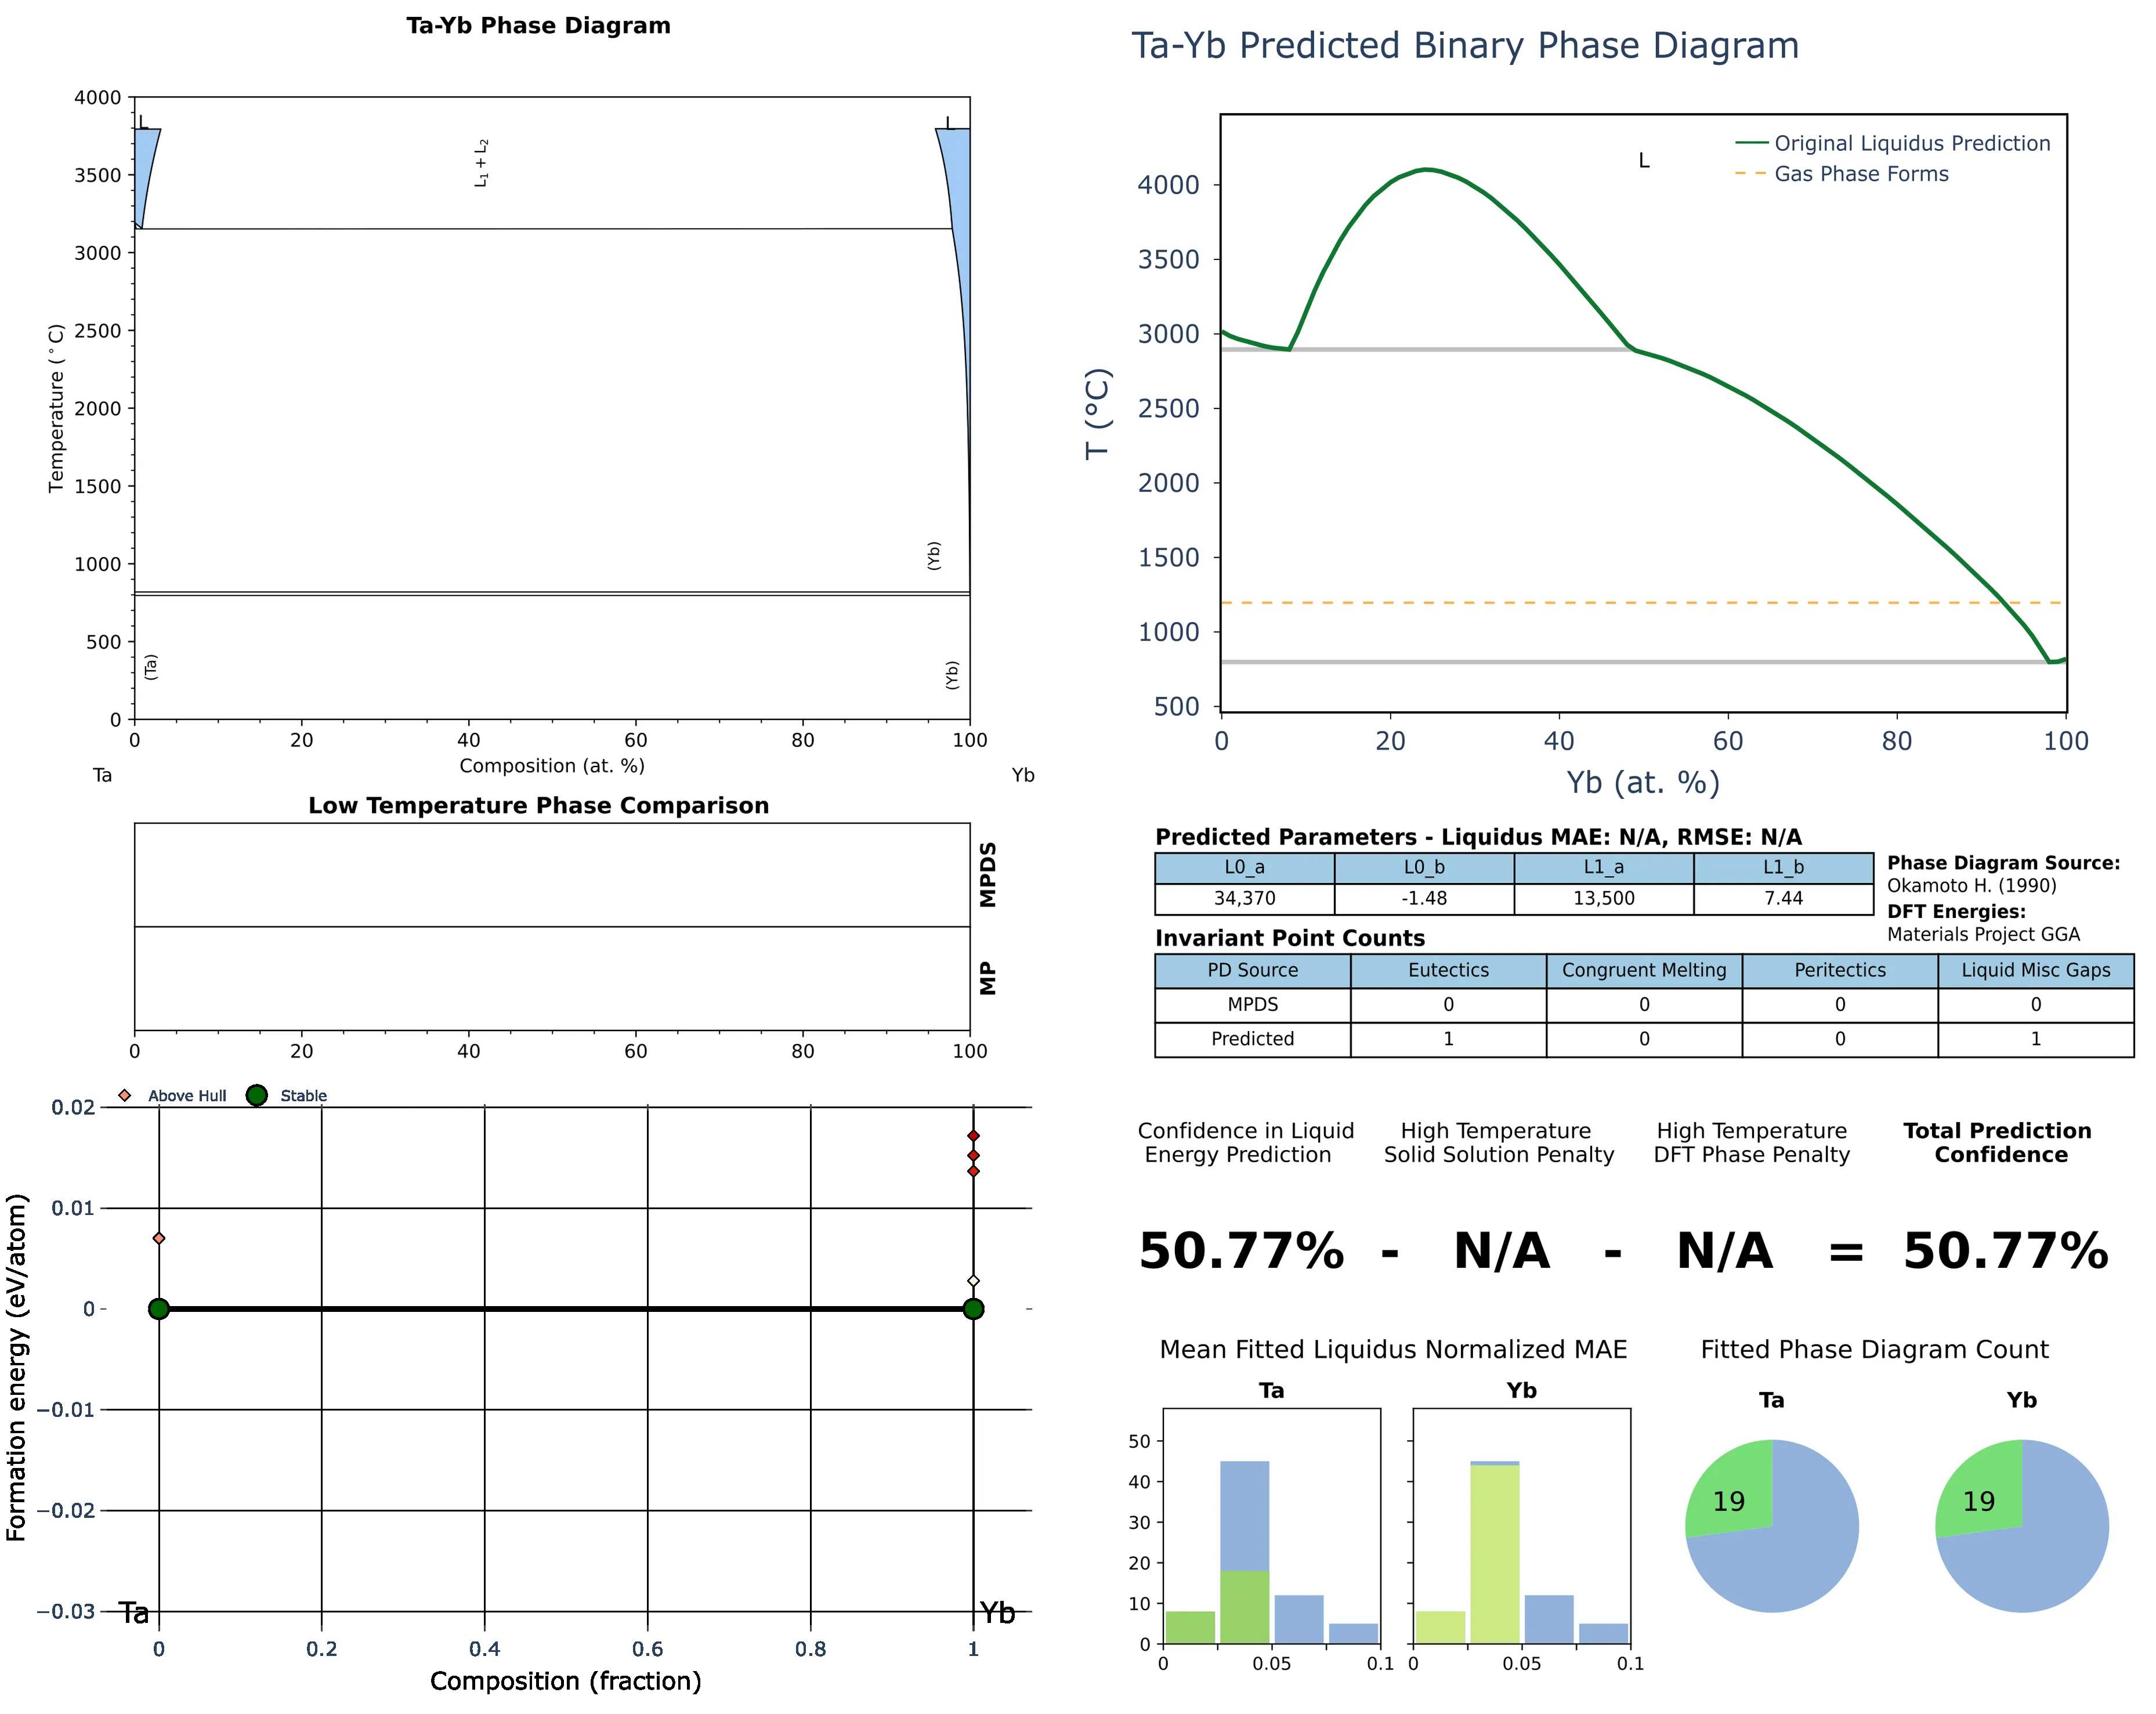 Ta-Yb Phase Diagram
4000
3500
3000
2500
2000
1500
1000
500
0
Temperature (°C)
L
L₁ + L₂
L
(Yb)
(Ta)
(Yb)
0 20 40 60 80 100
Composition (at. %)
Ta Yb
Low Temperature Phase Comparison
MPDS
MP
0 20 40 60 80 100
Above Hull Stable
0.02
0.01
0
−0.01
−0.02
−0.03
Formation energy (eV/atom)
Ta Yb
0 0.2 0.4 0.6 0.8 1
Composition (fraction)
Ta-Yb Predicted Binary Phase Diagram
L
Original Liquidus Prediction
Gas Phase Forms
4000
3500
3000
2500
2000
1500
1000
500
T (°C)
0 20 40 60 80 100
Yb (at. %)
Predicted Parameters - Liquidus MAE: N/A, RMSE: N/A
L0_a L0_b L1_a L1_b
34,370 -1.48 13,500 7.44
Phase Diagram Source:
Okamoto H. (1990)
DFT Energies:
Materials Project GGA
Invariant Point Counts
PD Source Eutectics Congruent Melting Peritectics Liquid Misc Gaps
MPDS 0 0 0 0
Predicted 1 0 0 1
Confidence in Liquid
Energy Prediction
High Temperature
Solid Solution Penalty
High Temperature
DFT Phase Penalty
Total Prediction
Confidence
50.77% - N/A - N/A = 50.77%
Mean Fitted Liquidus Normalized MAE
Ta Yb
50
40
30
20
10
0
0 0.05 0.1 0 0.05 0.1
Fitted Phase Diagram Count
Ta Yb
19 19